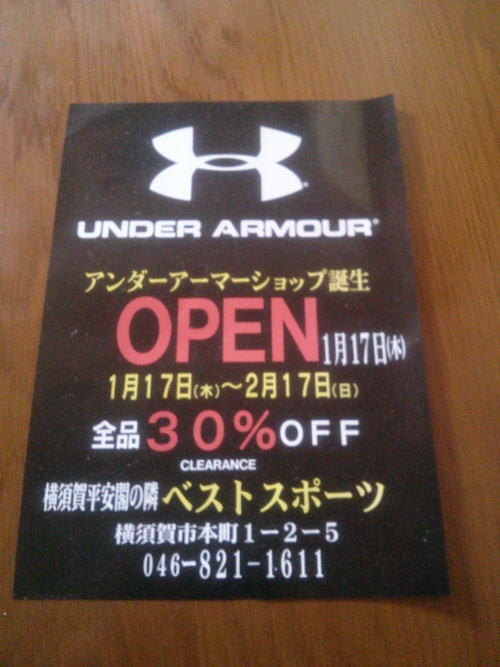 UNDER ARMOUR
アンダーアーマーショップ誕生
OPEN 1月17日(木)
1月17日(木)～2月17日(日)
全品30%OFF
CLEARANCE
横須賀平安閣の隣 ベストスポーツ
横須賀市本町1－2－5
046-821-1611